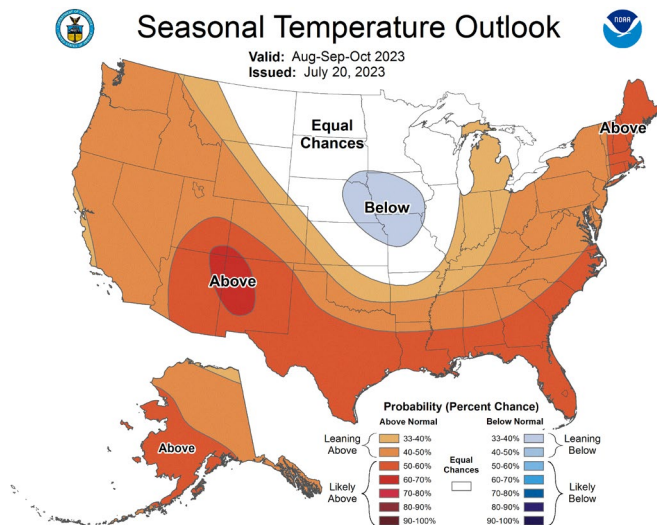 Seasonal Temperature Outlook
NOAA
Valid: Aug-Sep-Oct 2023
Issued: July 20, 2023
Equal
Chances
Above
Below
Above
Above
Probability (Percent Chance)
Above Normal
Below Normal
Leaning
Above
33-40%
40-50%
50-60%
60-70%
70-80%
80-90%
90-100%
Likely
Above
Equal
Chances
33-40%
40-50%
50-60%
60-70%
70-80%
80-90%
90-100%
Leaning
Below
Likely
Below